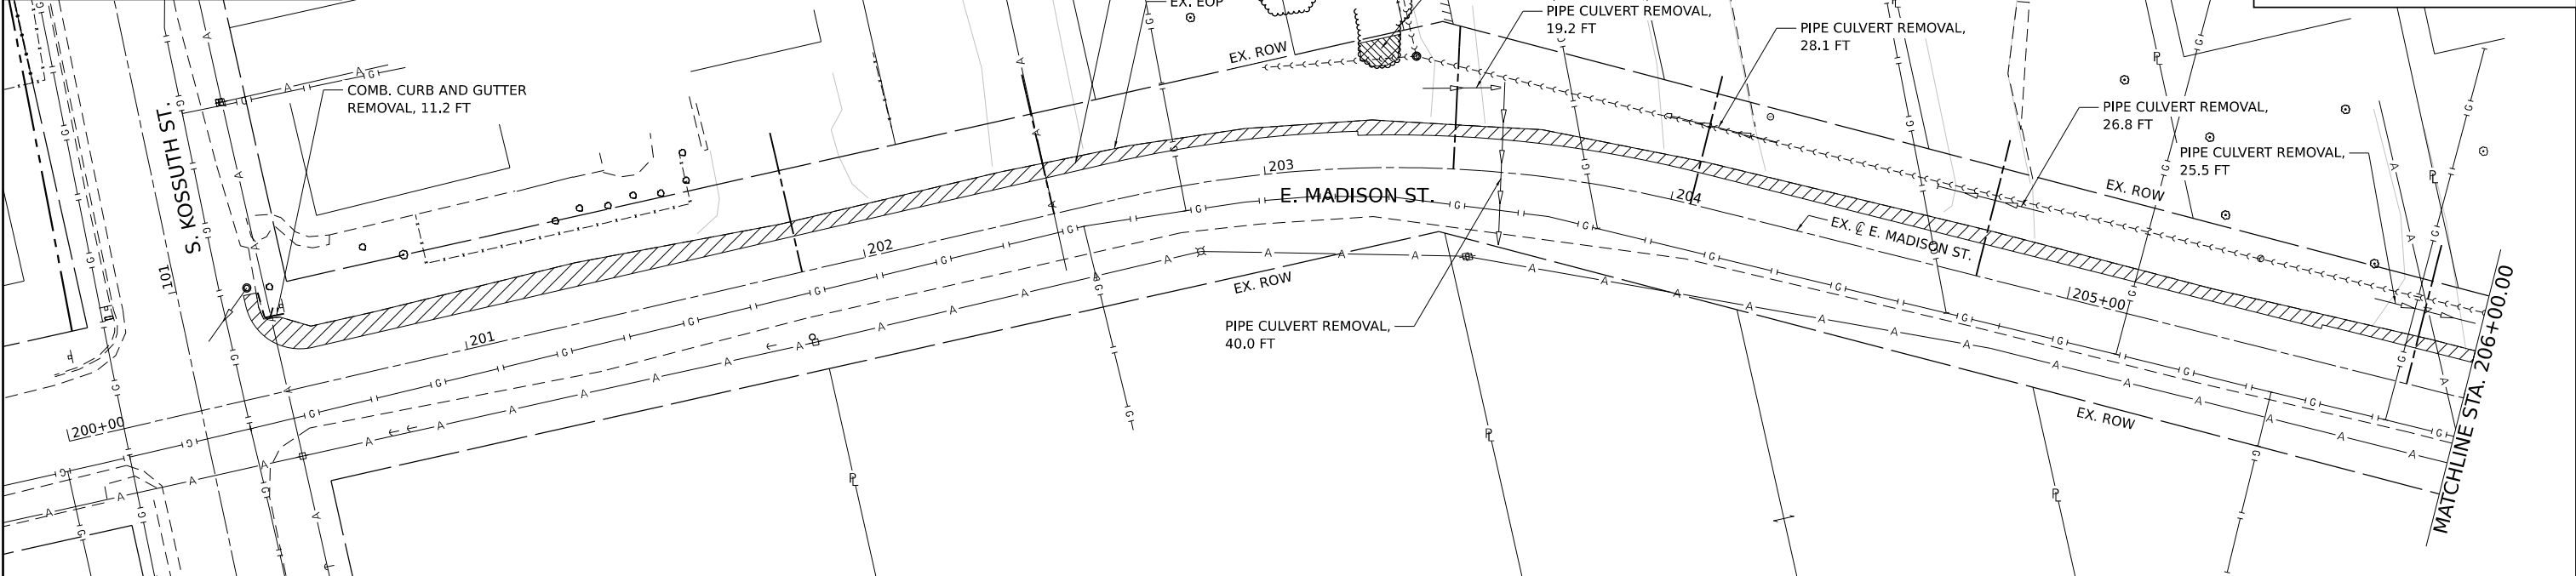 EX. EOP
PIPE CULVERT REMOVAL,
19.2 FT
PIPE CULVERT REMOVAL,
28.1 FT
EX. ROW
COMB. CURB AND GUTTER
REMOVAL, 11.2 FT
S. KOSSUTH ST.
101
PIPE CULVERT REMOVAL,
26.8 FT
PIPE CULVERT REMOVAL,
25.5 FT
203
E. MADISON ST.
204
EX. ROW
EX. ℄ E. MADISON ST.
202
EX. ROW
205+00
201
PIPE CULVERT REMOVAL,
40.0 FT
200+00
EX. ROW
MATCHLINE STA. 206+00.00